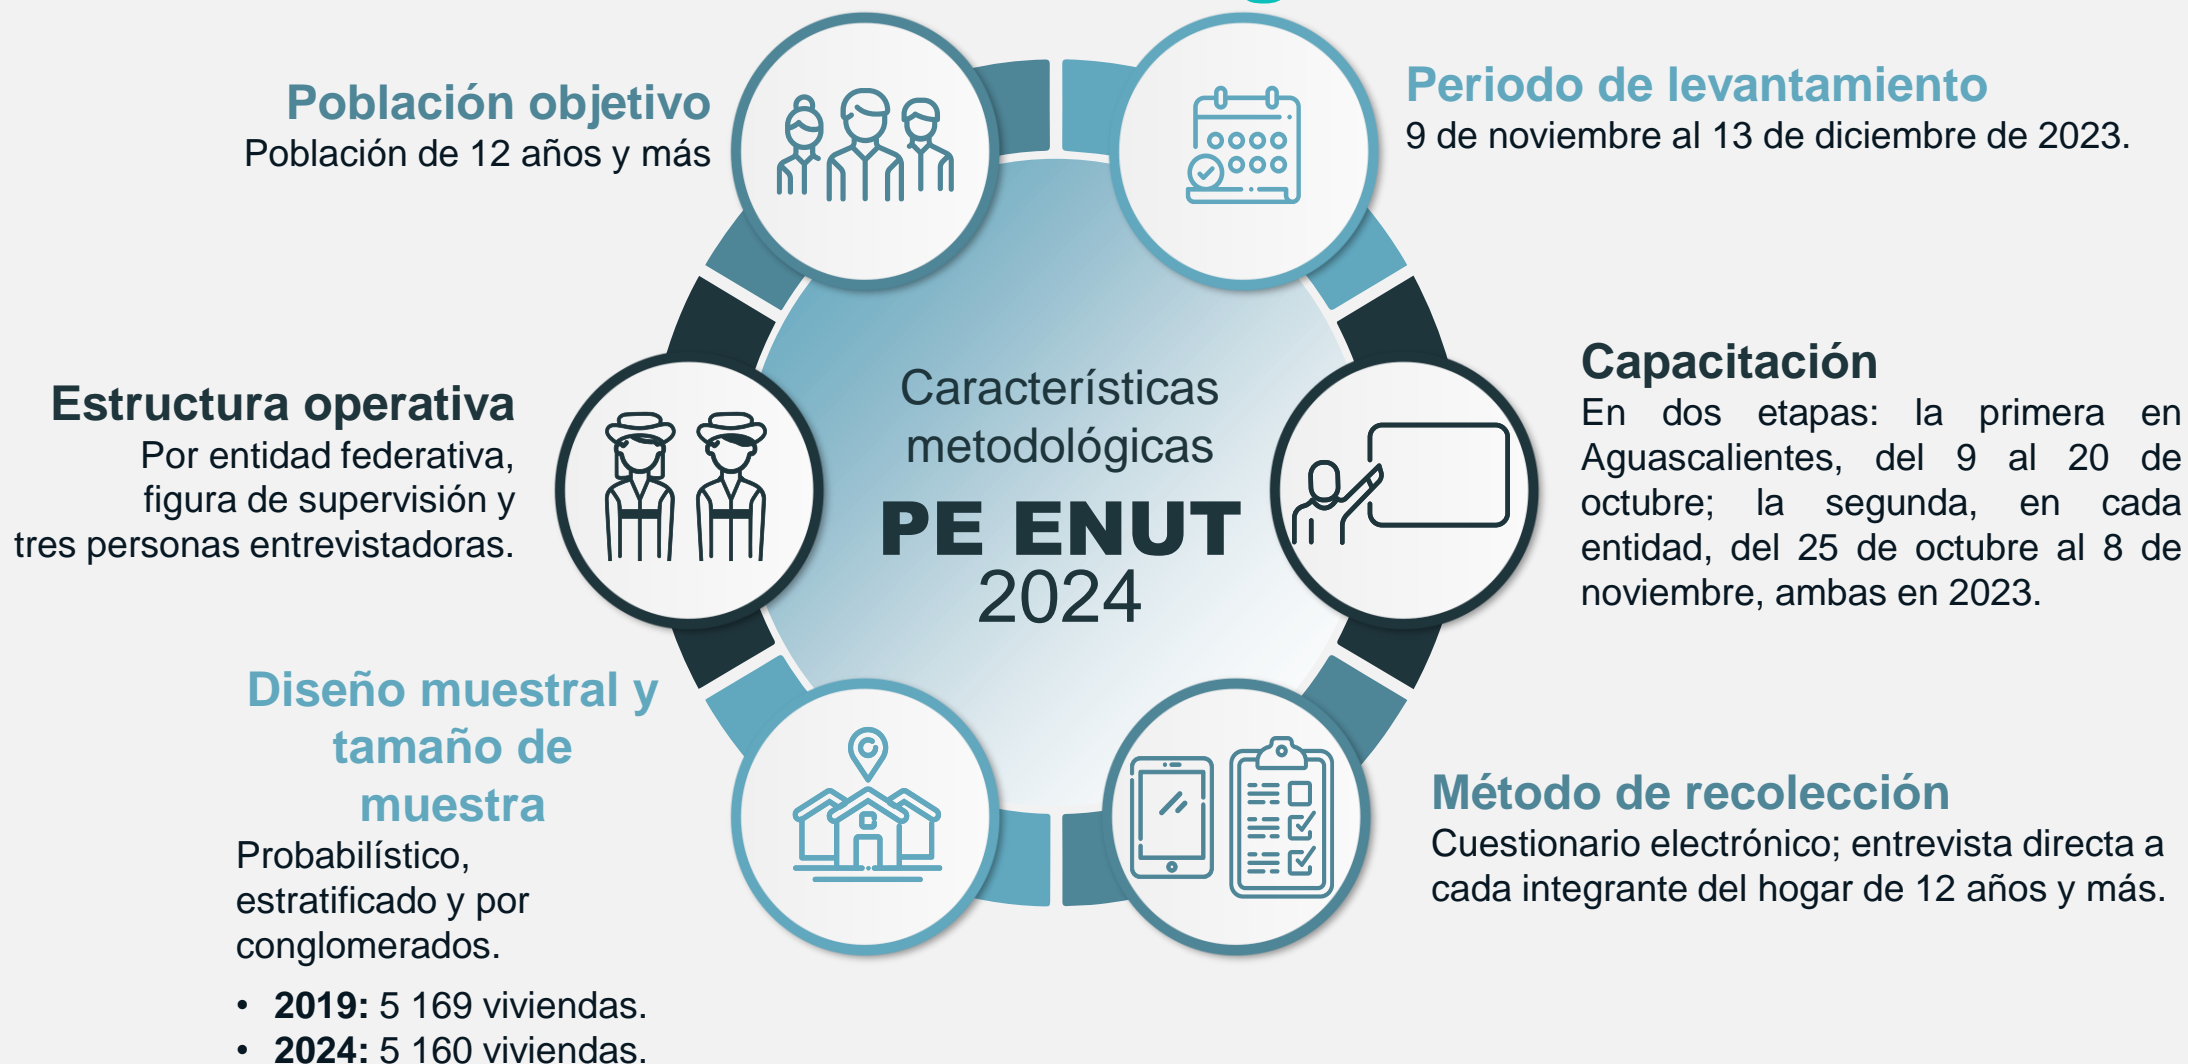 Población objetivo
Población de 12 años y más
Periodo de levantamiento
9 de noviembre al 13 de diciembre de 2023.
Estructura operativa
Por entidad federativa,
figura de supervisión y
tres personas entrevistadoras.
Características
metodológicas
PE ENUT
2024
Capacitación
En dos etapas: la primera en
Aguascalientes, del 9 al 20 de
octubre; la segunda, en cada
entidad, del 25 de octubre al 8 de
noviembre, ambas en 2023.
Diseño muestral y
tamaño de
muestra
Probabilístico,
estratificado y por
conglomerados.
• 2019: 5 169 viviendas.
• 2024: 5 160 viviendas.
Método de recolección
Cuestionario electrónico; entrevista directa a
cada integrante del hogar de 12 años y más.